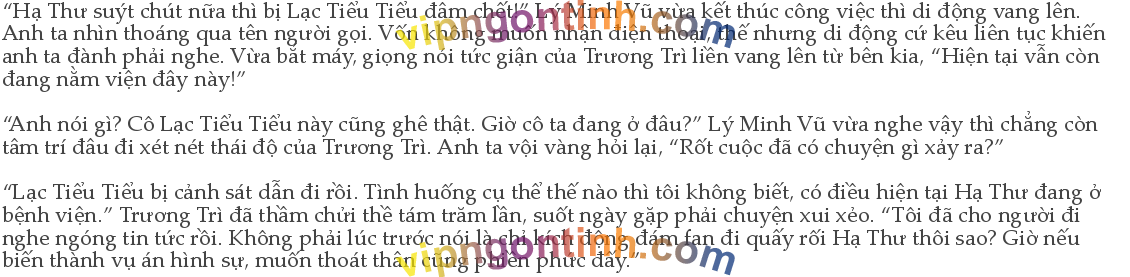 “Hạ Thư suýt chút nữa thì bị Lạc Tiểu Tiểu đâm chết!” Lý Minh Vũ vừa kết thúc công việc thì di động vang lên.
Anh ta nhìn thoáng qua tên người gọi. Vốn không muốn nhận điện thoại, thế nhưng di động cứ kêu liên tục khiến
anh ta đành phải nghe. Vừa bắt máy, giọng nói tức giận của Trương Trì liền vang lên từ bên kia, “Hiện tại vẫn còn
đang nằm viện đây này!”
“Anh nói gì? Cô Lạc Tiểu Tiểu này cũng ghê thật. Giờ cô ta đang ở đâu?” Lý Minh Vũ vừa nghe vậy thì chẳng còn
tâm trí đâu đi xét nét thái độ của Trương Trì. Anh ta vội vàng hỏi lại, “Rốt cuộc đã có chuyện gì xảy ra?”
“Lạc Tiểu Tiểu bị cảnh sát dẫn đi rồi. Tình huống cụ thể thế nào thì tôi không biết, có điều hiện tại Hạ Thư đang ở
bệnh viện.” Trương Trì đã thầm chửi thề tám trăm lần, suốt ngày gặp phải chuyện xui xẻo. “Tôi đã cho người đi
nghe ngóng tin tức rồi. Không phải lúc trước nói là chỉ kích động đám fan đi quấy rối Hạ Thư thôi sao? Giờ nếu
biến thành vụ án hình sự, muốn thoát thân cũng phiền phức đấy.”
vipngontinh.com
vipngontinh.com